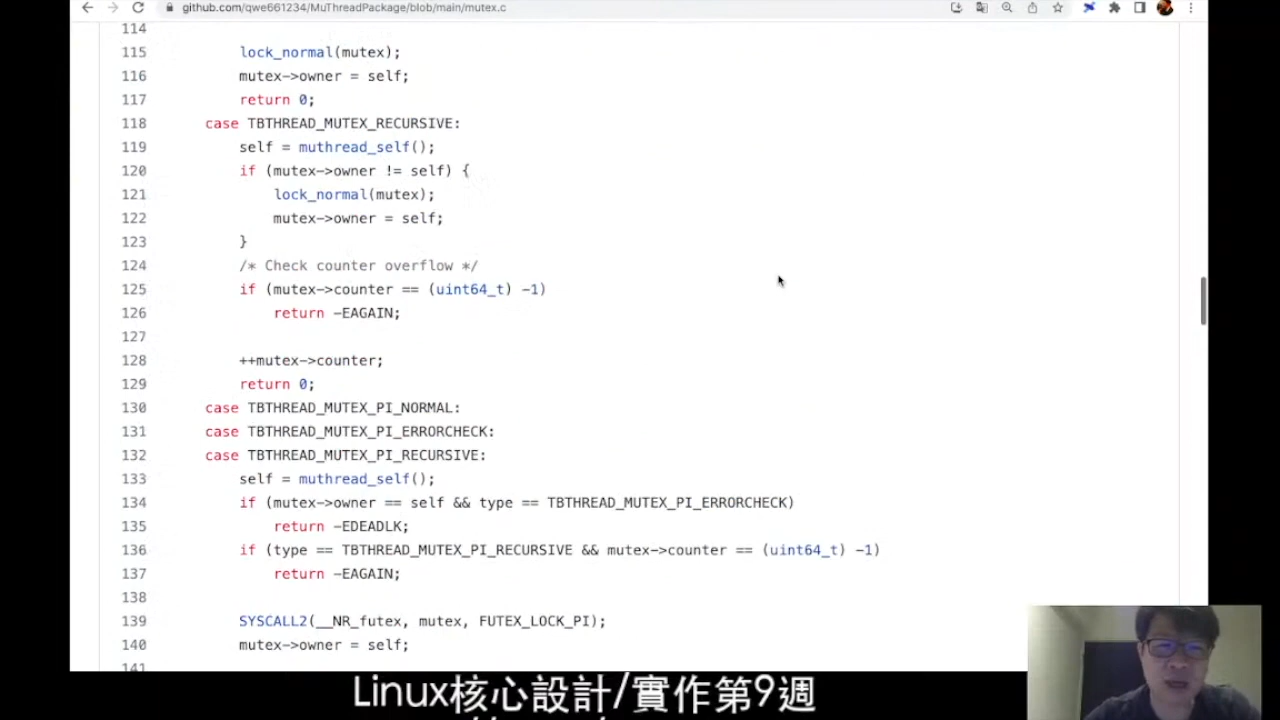 github.com/qwe661234/MuThreadPackage/blob/main/mutex.c
114
115 lock_normal(mutex);
116 mutex->owner = self;
117 return 0;
118 case TBTHREAD_MUTEX_RECURSIVE:
119 self = muthread_self();
120 if (mutex->owner != self) {
121 lock_normal(mutex);
122 mutex->owner = self;
123 }
124 /* Check counter overflow */
125 if (mutex->counter == (uint64_t) -1)
126 return -EAGAIN;
127
128 ++mutex->counter;
129 return 0;
130 case TBTHREAD_MUTEX_PI_NORMAL:
131 case TBTHREAD_MUTEX_PI_ERRORCHECK:
132 case TBTHREAD_MUTEX_PI_RECURSIVE:
133 self = muthread_self();
134 if (mutex->owner == self && type == TBTHREAD_MUTEX_PI_ERRORCHECK)
135 return -EDEADLK;
136 if (type == TBTHREAD_MUTEX_PI_RECURSIVE && mutex->counter == (uint64_t) -1)
137 return -EAGAIN;
138
139 SYSCALL2(__NR_futex, mutex, FUTEX_LOCK_PI);
140 mutex->owner = self;
141
Linux核心設計/實作第9週